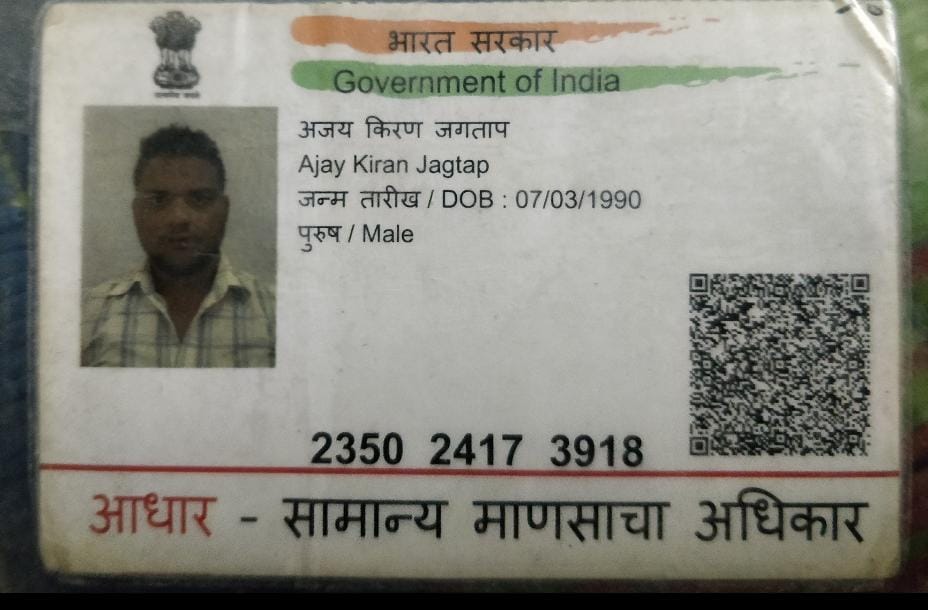 भारत सरकार
Government of India
अजय किरण जगताप
Ajay Kiran Jagtap
जन्म तारीख / DOB : 07/03/1990
पुरुष / Male
2350 2417 3918
आधार - सामान्य माणसाचा अधिकार